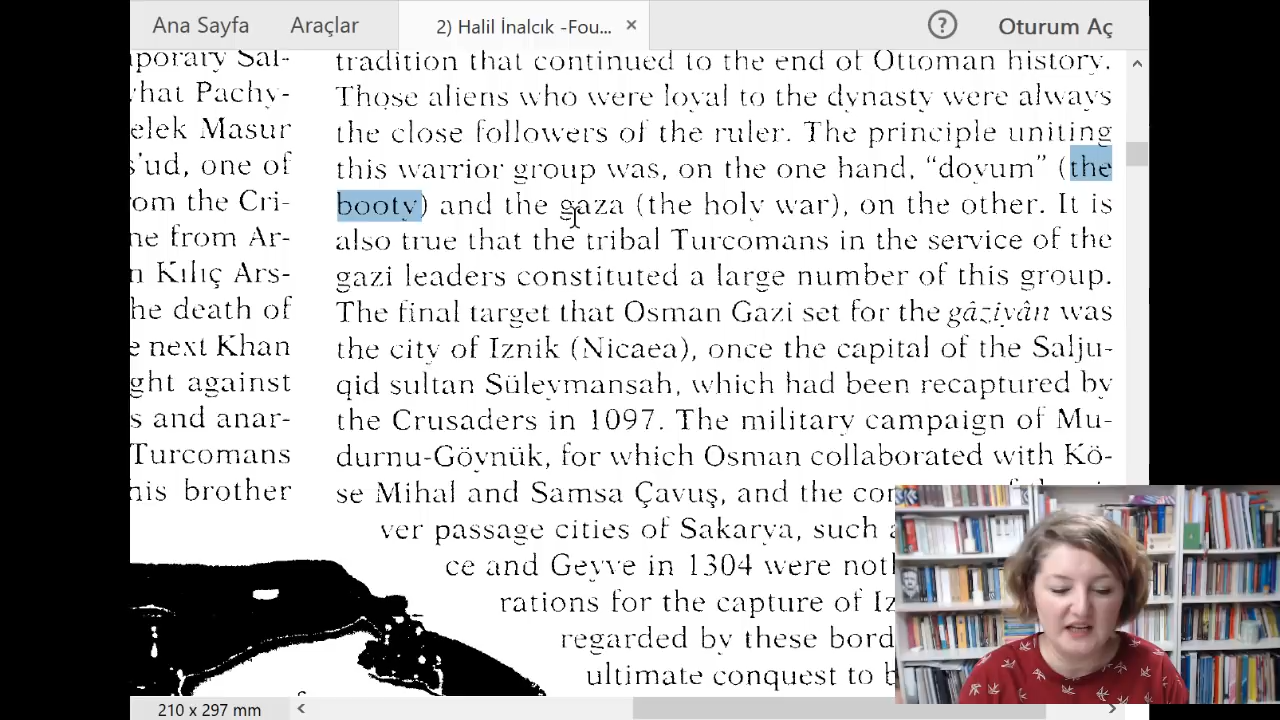 Ana Sayfa Araçlar 2) Halil İnalcık -Fou... × ? Oturum Aç
porary Sal-
what Pachy-
elek Masur
s'ud, one of
om the Cri-
ne from Ar-
n Kılıç Ars-
he death of
e next Khan
ght against
s and anar-
Turcomans
his brother
tradition that continued to the end of Ottoman history.
Those aliens who were loyal to the dynasty were always
the close followers of the ruler. The principle uniting
this warrior group was, on the one hand, “doyum” (the
booty) and the gaza (the holy war), on the other. It is
also true that the tribal Turcomans in the service of the
gazi leaders constituted a large number of this group.
The final target that Osman Gazi set for the gâziyân was
the city of Iznik (Nicaea), once the capital of the Salju-
qid sultan Süleymansah, which had been recaptured by
the Crusaders in 1097. The military campaign of Mu-
durnu-Göynük, for which Osman collaborated with Kö-
se Mihal and Samsa Çavuş, and the con
ver passage cities of Sakarya, such
ce and Geyve in 1304 were noth
rations for the capture of Iz
regarded by these bord
ultimate conquest to b
210 x 297 mm